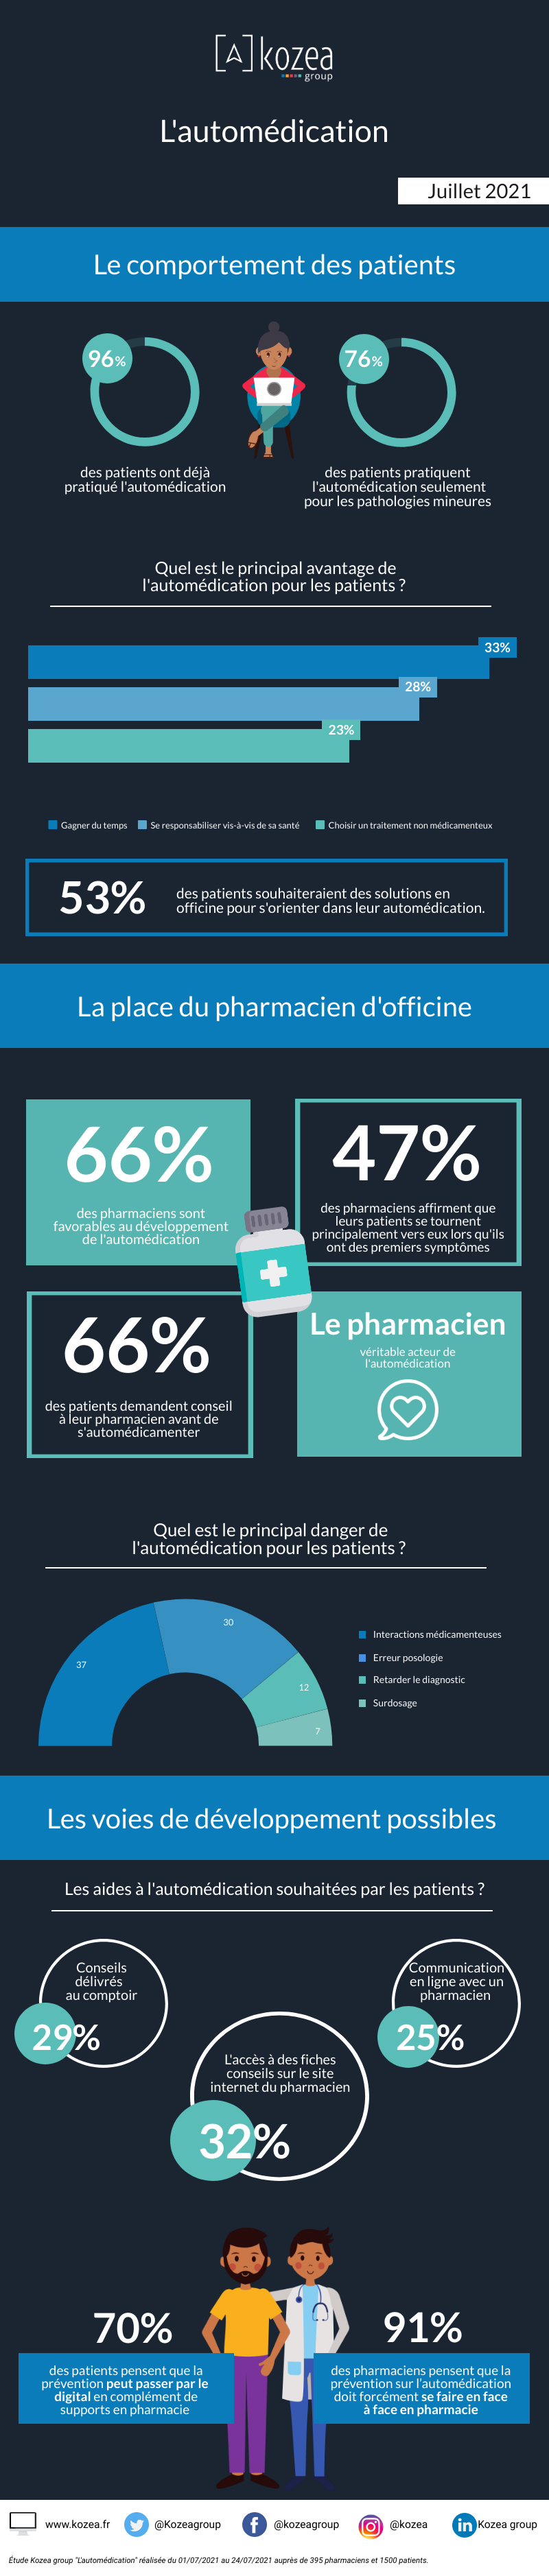 [A] kozea
group
L'automédication
Juillet 2021
Le comportement des patients
96%
des patients ont déjà
pratiqué l'automédication
76%
des patients pratiquent
l'automédication seulement
pour les pathologies mineures
Quel est le principal avantage de
l'automédication pour les patients ?
33%
28%
23%
Gagner du temps
Se responsabiliser vis-à-vis de sa santé
Choisir un traitement non médicamenteux
53%
des patients souhaiteraient des solutions en
officine pour s'orienter dans leur automédication.
La place du pharmacien d'officine
66%
des pharmaciens sont
favorables au développement
de l'automédication
47%
des pharmaciens affirment que
leurs patients se tournent
principalement vers eux lors qu'ils
ont des premiers symptômes
66%
des patients demandent conseil
à leur pharmacien avant de
s'automédicamenter
Le pharmacien
véritable acteur de
l'automédication
Quel est le principal danger de
l'automédication pour les patients ?
37
30
12
7
Interactions médicamenteuses
Erreur posologie
Retarder le diagnostic
Surdosage
Les voies de développement possibles
Les aides à l'automédication souhaitées par les patients ?
Conseils
délivrés
au comptoir
29%
Communication
en ligne avec un
pharmacien
25%
L'accès à des fiches
conseils sur le site
internet du pharmacien
32%
70%
des patients pensent que la
prévention peut passer par le
digital en complément de
supports en pharmacie
91%
des pharmaciens pensent que la
prévention sur l'automédication
doit forcément se faire en face
à face en pharmacie
www.kozea.fr
@Kozeagroup
@kozeagroup
@kozea
Kozea group
Étude Kozea group "L'automédication" réalisée du 01/07/2021 au 24/07/2021 auprès de 395 pharmaciens et 1500 patients.